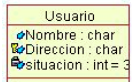 Usuario
Nombre : char
Direccion : char
situacion : int = 3